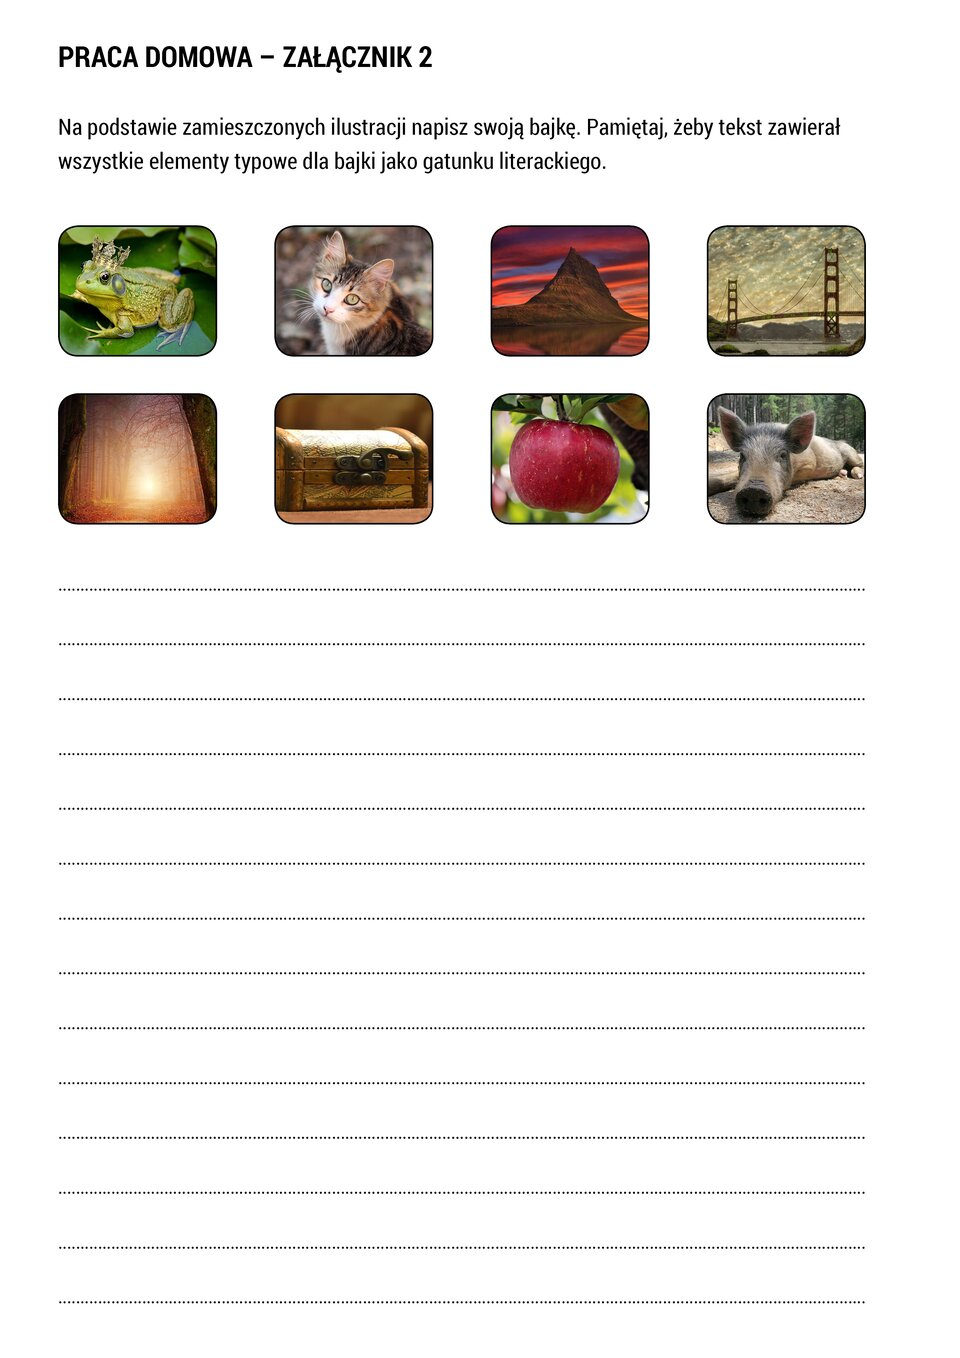 PRACA DOMOWA – ZAŁĄCZNIK 2
Na podstawie zamieszczonych ilustracji napisz swoją bajkę. Pamiętaj, żeby tekst zawierał
wszystkie elementy typowe dla bajki jako gatunku literackiego.